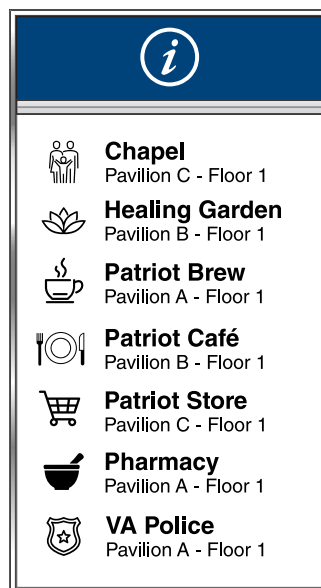 i
Chapel
Pavilion C - Floor 1
Healing Garden
Pavilion B - Floor 1
Patriot Brew
Pavilion A - Floor 1
Patriot Café
Pavilion B - Floor 1
Patriot Store
Pavilion C - Floor 1
Pharmacy
Pavilion A - Floor 1
VA Police
Pavilion A - Floor 1